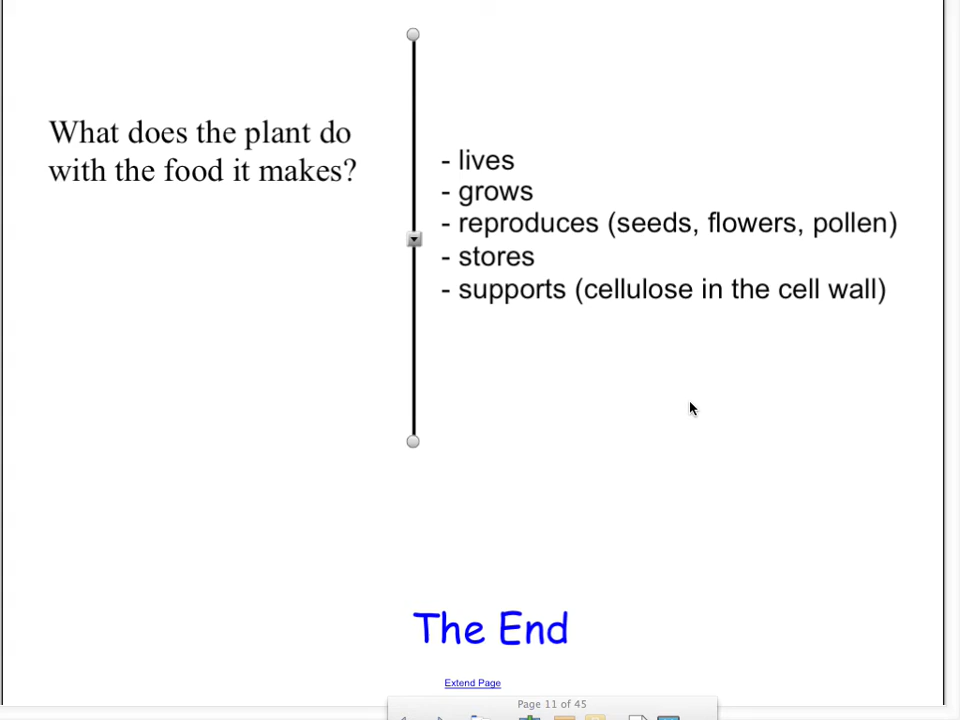 What does the plant do
with the food it makes?
- lives
- grows
- reproduces (seeds, flowers, pollen)
- stores
- supports (cellulose in the cell wall)
The End
Extend Page
Page 11 of 45